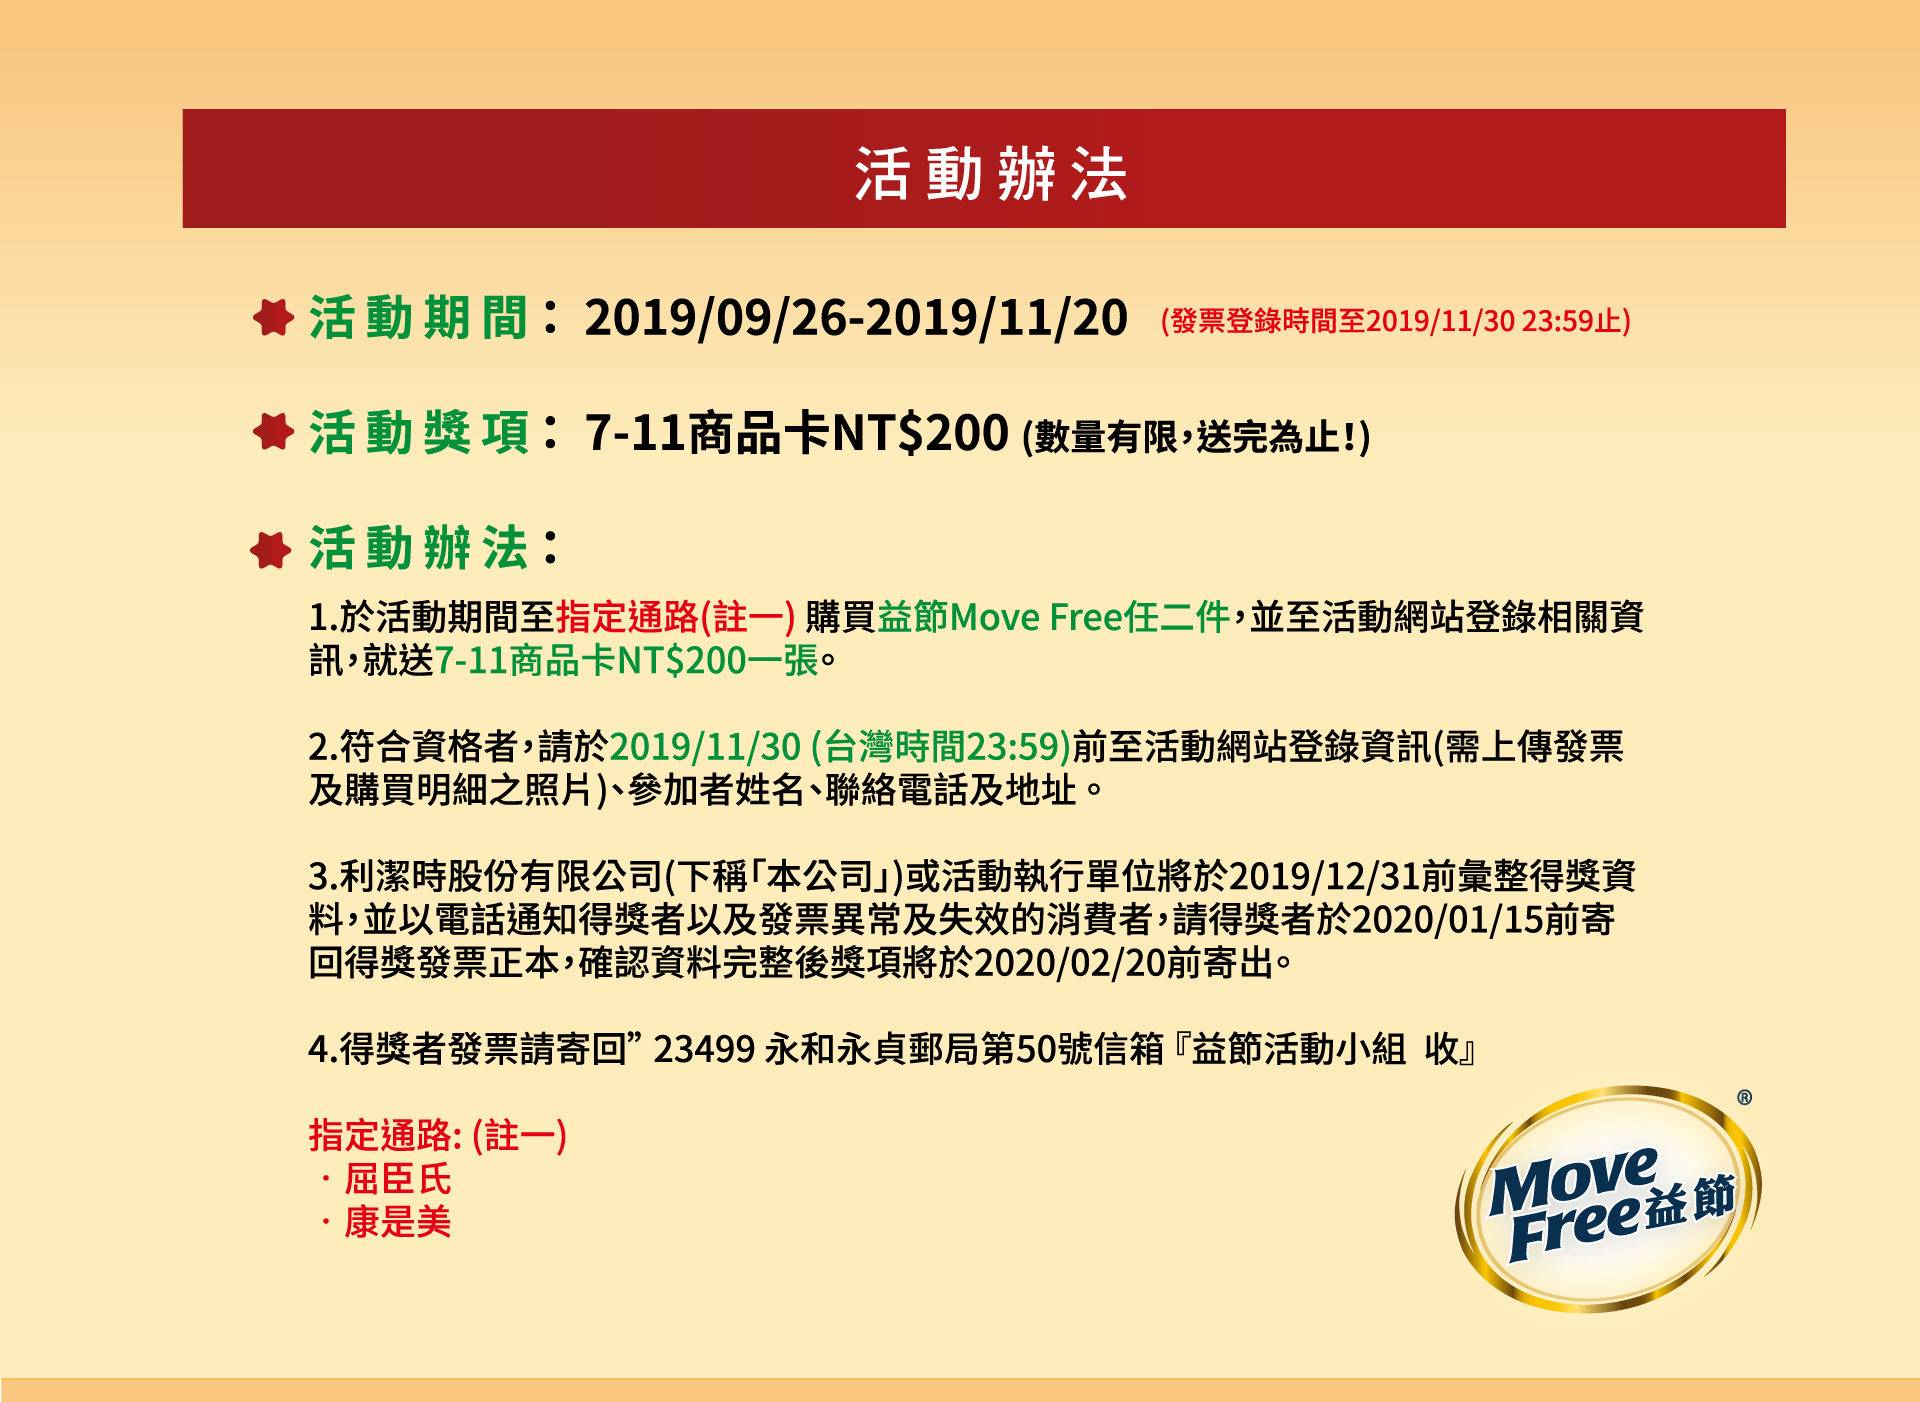 活動辦法
活動期間： 2019/09/26-2019/11/20 (發票登錄時間至2019/11/30 23:59止)
活動獎項： 7-11商品卡NT$200 (數量有限，送完為止!)
活動辦法：
1.於活動期間至指定通路(註一) 購買益節Move Free任二件，並至活動網站登錄相關資
訊，就送7-11商品卡NT$200一張。
2.符合資格者，請於2019/11/30 (台灣時間23:59)前至活動網站登錄資訊(需上傳發票
及購買明細之照片)、參加者姓名、聯絡電話及地址。
3.利潔時股份有限公司(下稱「本公司」)或活動執行單位將於2019/12/31前彙整得獎資
料，並以電話通知得獎者以及發票異常及失效的消費者，請得獎者於2020/01/15前寄
回得獎發票正本，確認資料完整後獎項將於2020/02/20前寄出。
4.得獎者發票請寄回” 23499 永和永貞郵局第50號信箱『益節活動小組 收』
指定通路: (註一)
· 屈臣氏
· 康是美
®
Move
Free益節